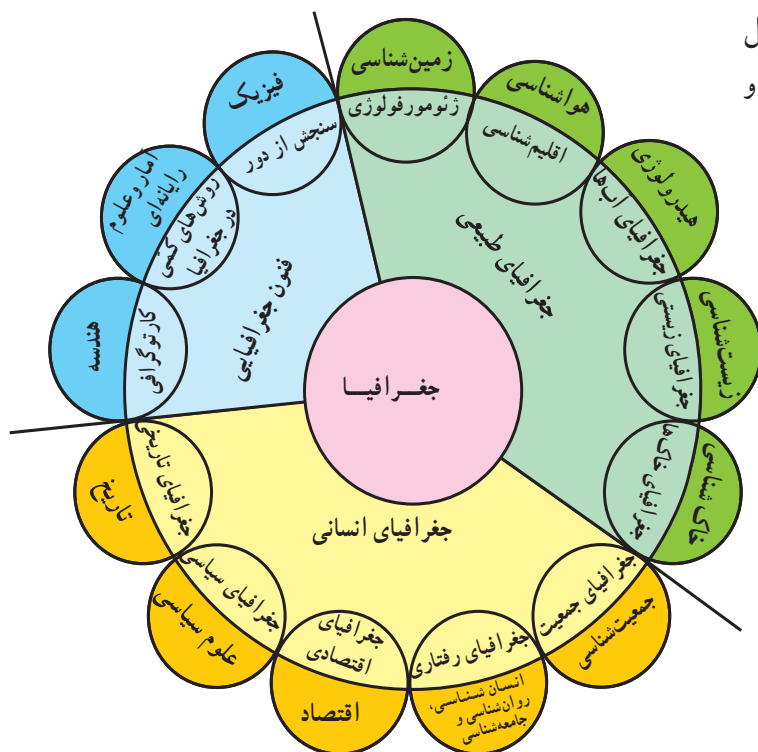 ل
و
زمین‌شناسی
ژئومورفولوژی
هواشناسی
اقلیم‌شناسی
هیدرولوژی
جغرافیای آب‌ها
زیست‌شناسی
جغرافیای زیستی
خاک شناسی
جغرافیای خاک‌ها
جغرافیای طبیعی
فیزیک
سنجش از دور
آمار و علوم
رایانه‌ای
روش‌های کمّی
در جغرافیا
هندسه
کارتوگرافی
فنون جغرافیایی
جغـرافیـا
جغرافیای انسانی
تاریخ
جغرافیای تاریخی
علوم سیاسی
جغرافیای سیاسی
جغرافیای
اقتصادی
اقتصاد
جغرافیای رفتاری
انسان شناسی،
روان‌شناسی و
جامعه‌شناسی
جغرافیای جمعیت
جمعیت‌شناسی